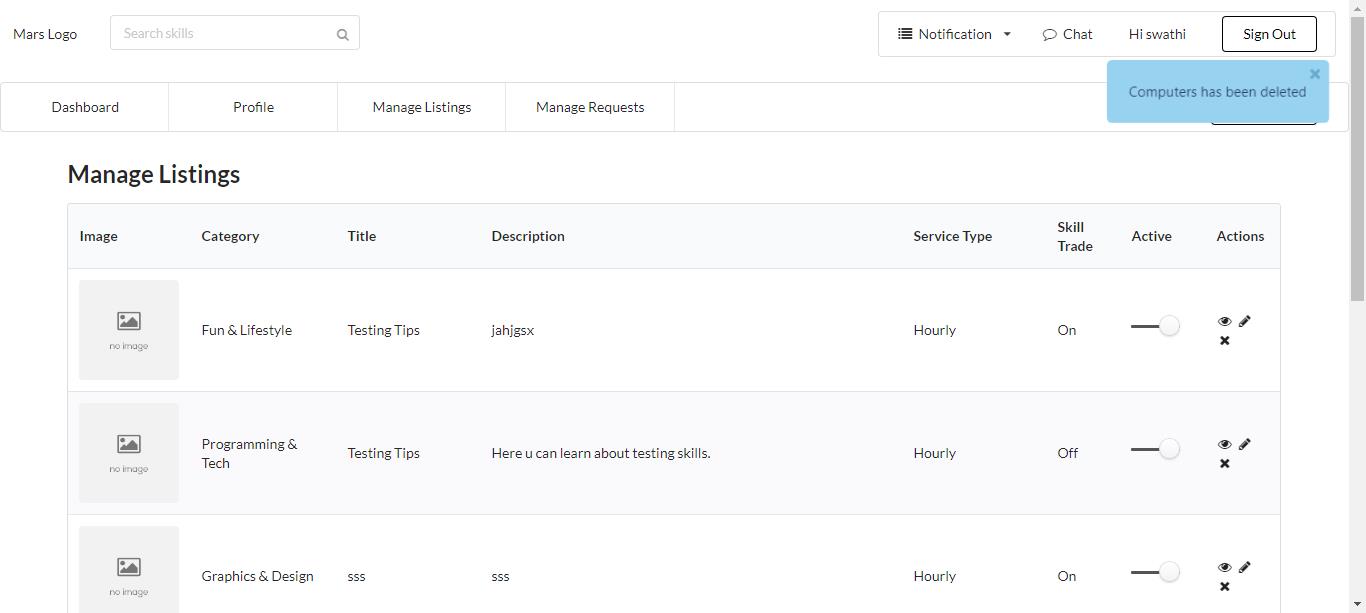 Mars Logo
Search skills
Notification
Chat
Hi swathi
Sign Out
Computers has been deleted
Dashboard
Profile
Manage Listings
Manage Requests
Manage Listings
Image
Category
Title
Description
Service Type
Skill
Trade
Active
Actions
no image
Fun & Lifestyle
Testing Tips
jahjgsx
Hourly
On
no image
Programming &
Tech
Testing Tips
Here u can learn about testing skills.
Hourly
Off
no image
Graphics & Design
sss
sss
Hourly
On